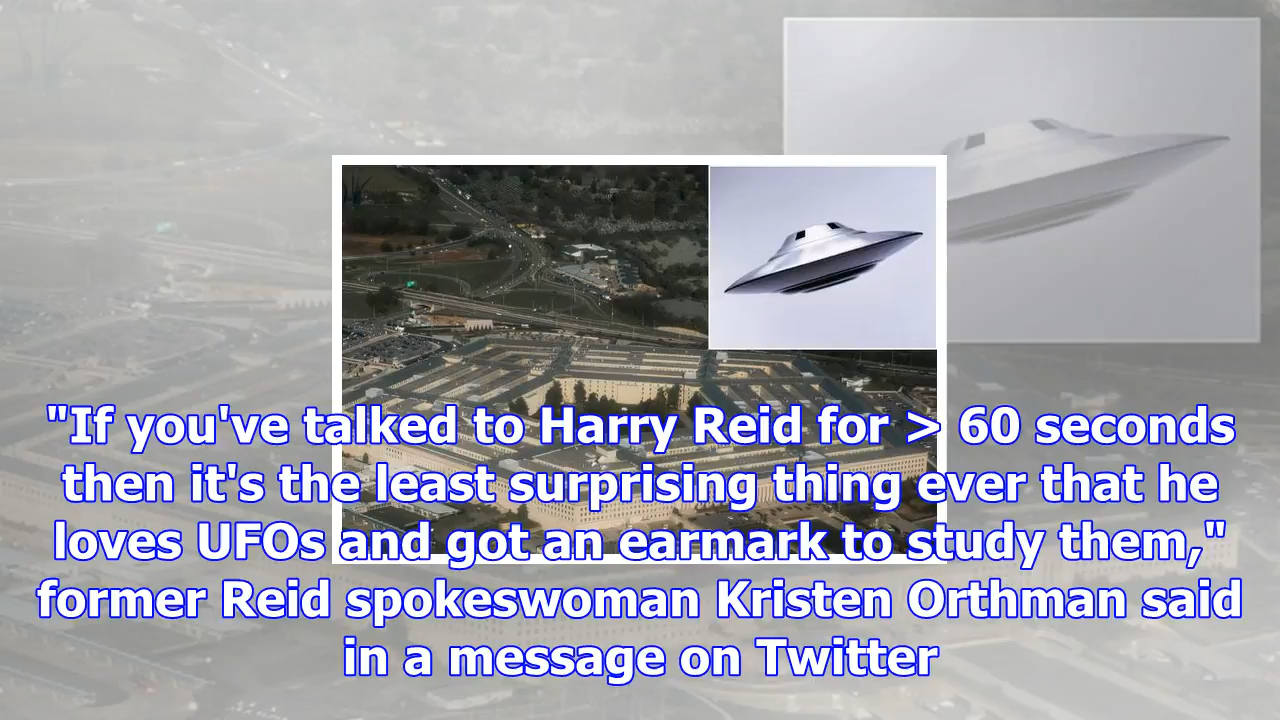 "If you've talked to Harry Reid for > 60 seconds
then it's the least surprising thing ever that he
loves UFOs and got an earmark to study them,"
former Reid spokeswoman Kristen Orthman said
in a message on Twitter